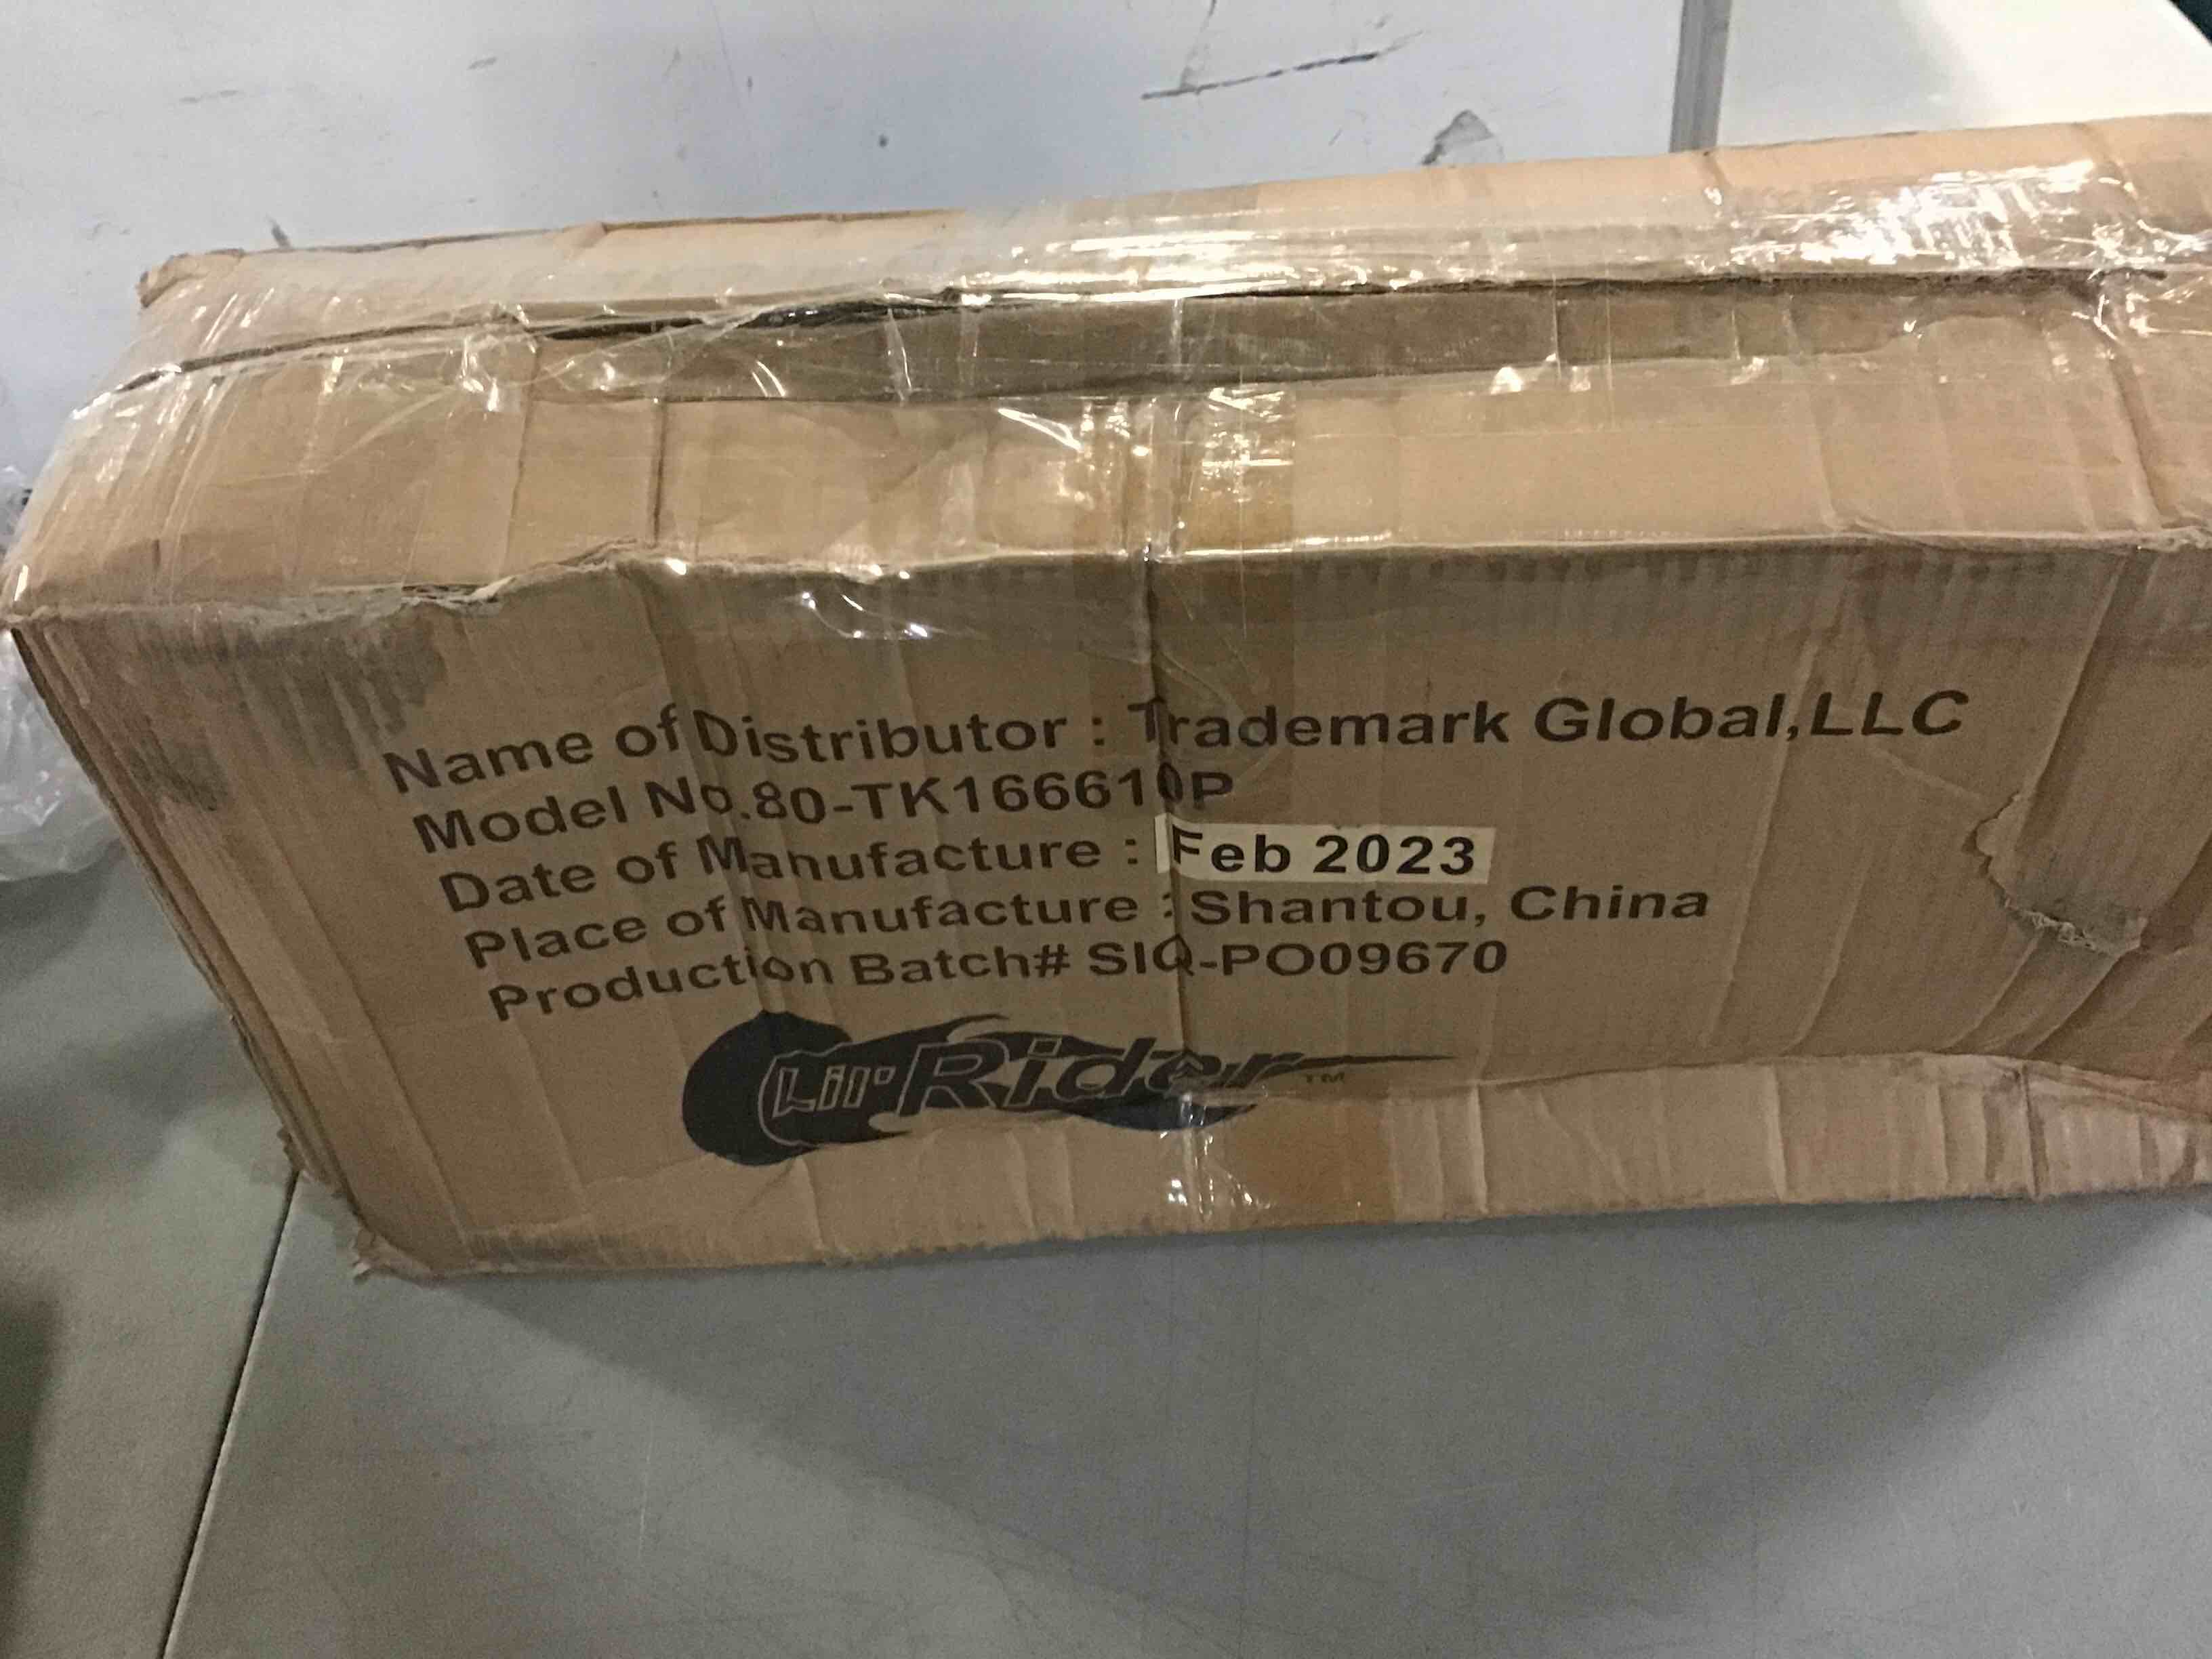 Name of Distributor : Trademark Global,LLC
Model No.80-TK166610P
Date of Manufacture : Feb 2023
Place of Manufacture : Shantou, China
Production Batch# SIQ-PO09670
Lil' Rider™